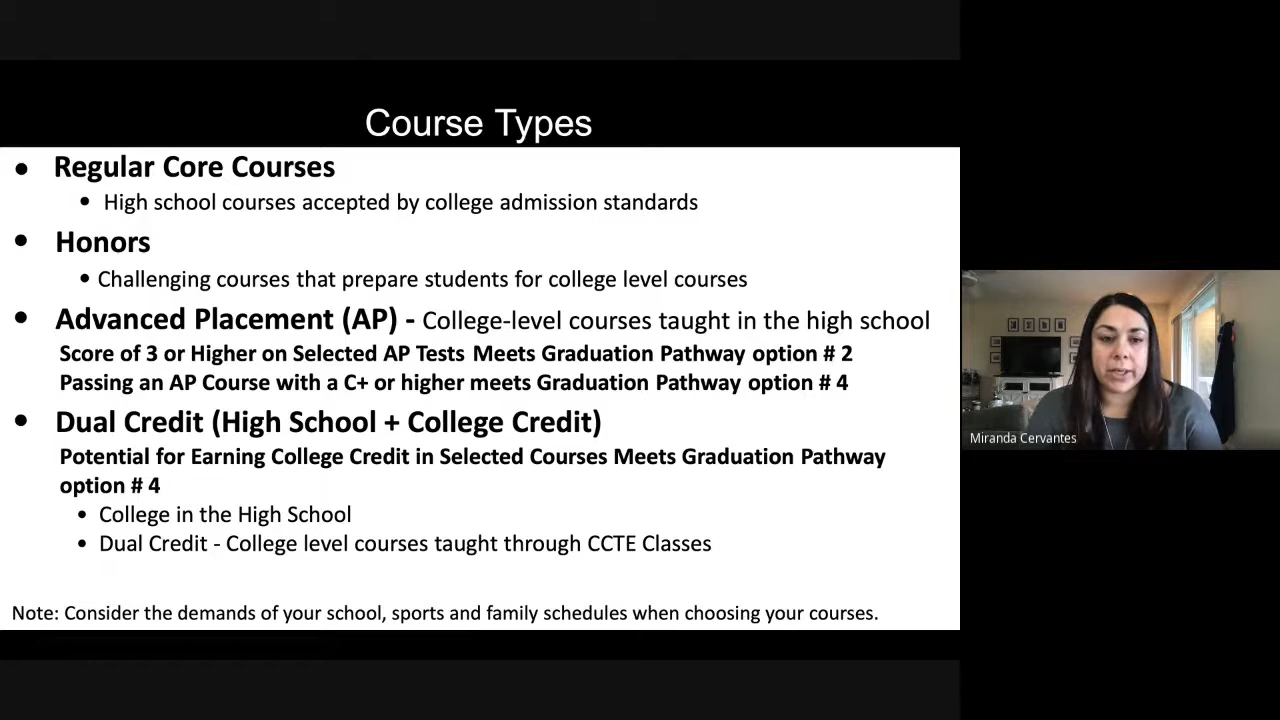 Course Types
• Regular Core Courses
• High school courses accepted by college admission standards
• Honors
• Challenging courses that prepare students for college level courses
• Advanced Placement (AP) - College-level courses taught in the high school
Score of 3 or Higher on Selected AP Tests Meets Graduation Pathway option # 2
Passing an AP Course with a C+ or higher meets Graduation Pathway option # 4
• Dual Credit (High School + College Credit)
Potential for Earning College Credit in Selected Courses Meets Graduation Pathway
option # 4
• College in the High School
• Dual Credit - College level courses taught through CCTE Classes
Note: Consider the demands of your school, sports and family schedules when choosing your courses.
Miranda Cervantes